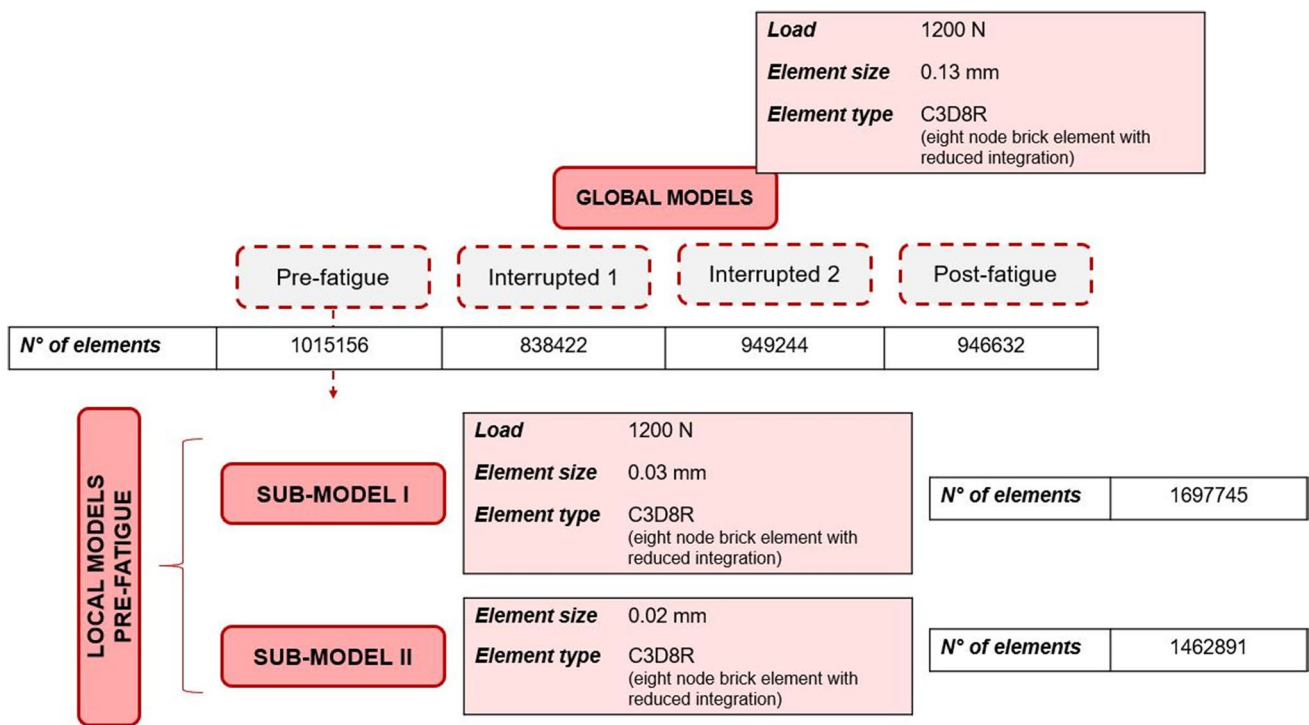 Load 1200 N
Element size 0.13 mm
Element type C3D8R
(eight node brick element with
reduced integration)
GLOBAL MODELS
Pre-fatigue Interrupted 1 Interrupted 2 Post-fatigue
N° of elements 1015156 838422 949244 946632
LOCAL MODELS
PRE-FATIGUE
SUB-MODEL I
Load 1200 N
Element size 0.03 mm
Element type C3D8R
(eight node brick element with
reduced integration)
N° of elements 1697745
SUB-MODEL II
Element size 0.02 mm
Element type C3D8R
(eight node brick element with
reduced integration)
N° of elements 1462891